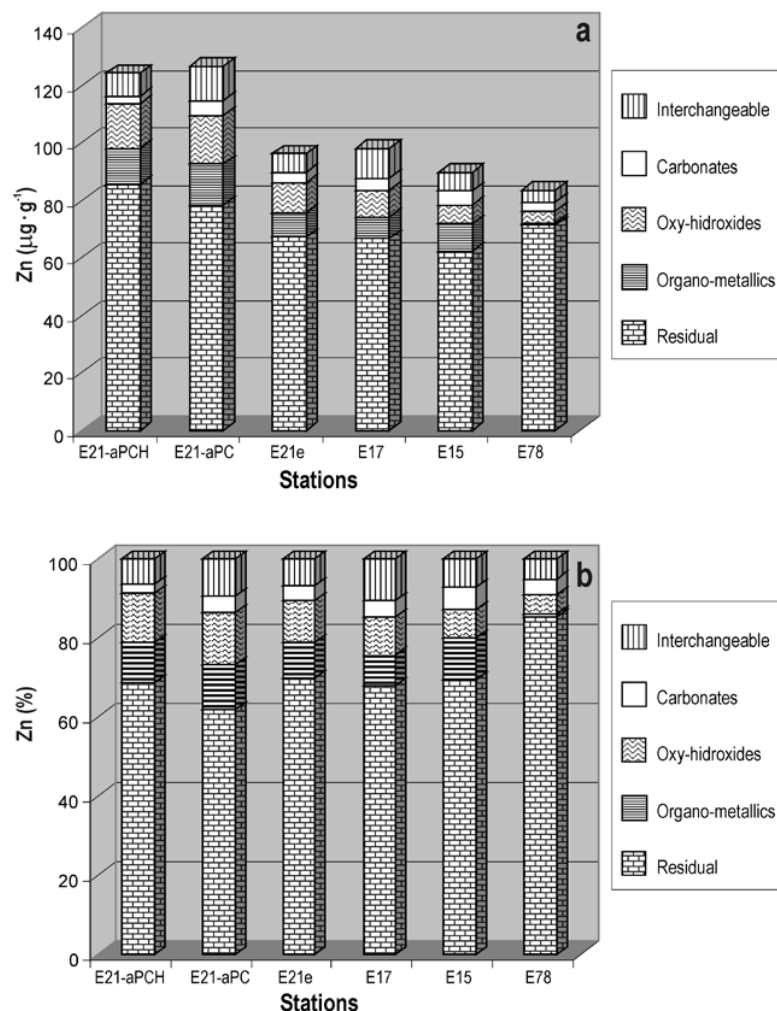 a
140
120
100
80
60
40
20
0
Zn (µg · g⁻¹)
E21-aPCH E21-aPC E21e E17 E15 E78
Stations
Interchangeable
Carbonates
Oxy-hidroxides
Organo-metallics
Residual
b
100
80
60
40
20
0
Zn (%)
E21-aPCH E21-aPC E21e E17 E15 E78
Stations
Interchangeable
Carbonates
Oxy-hidroxides
Organo-metallics
Residual